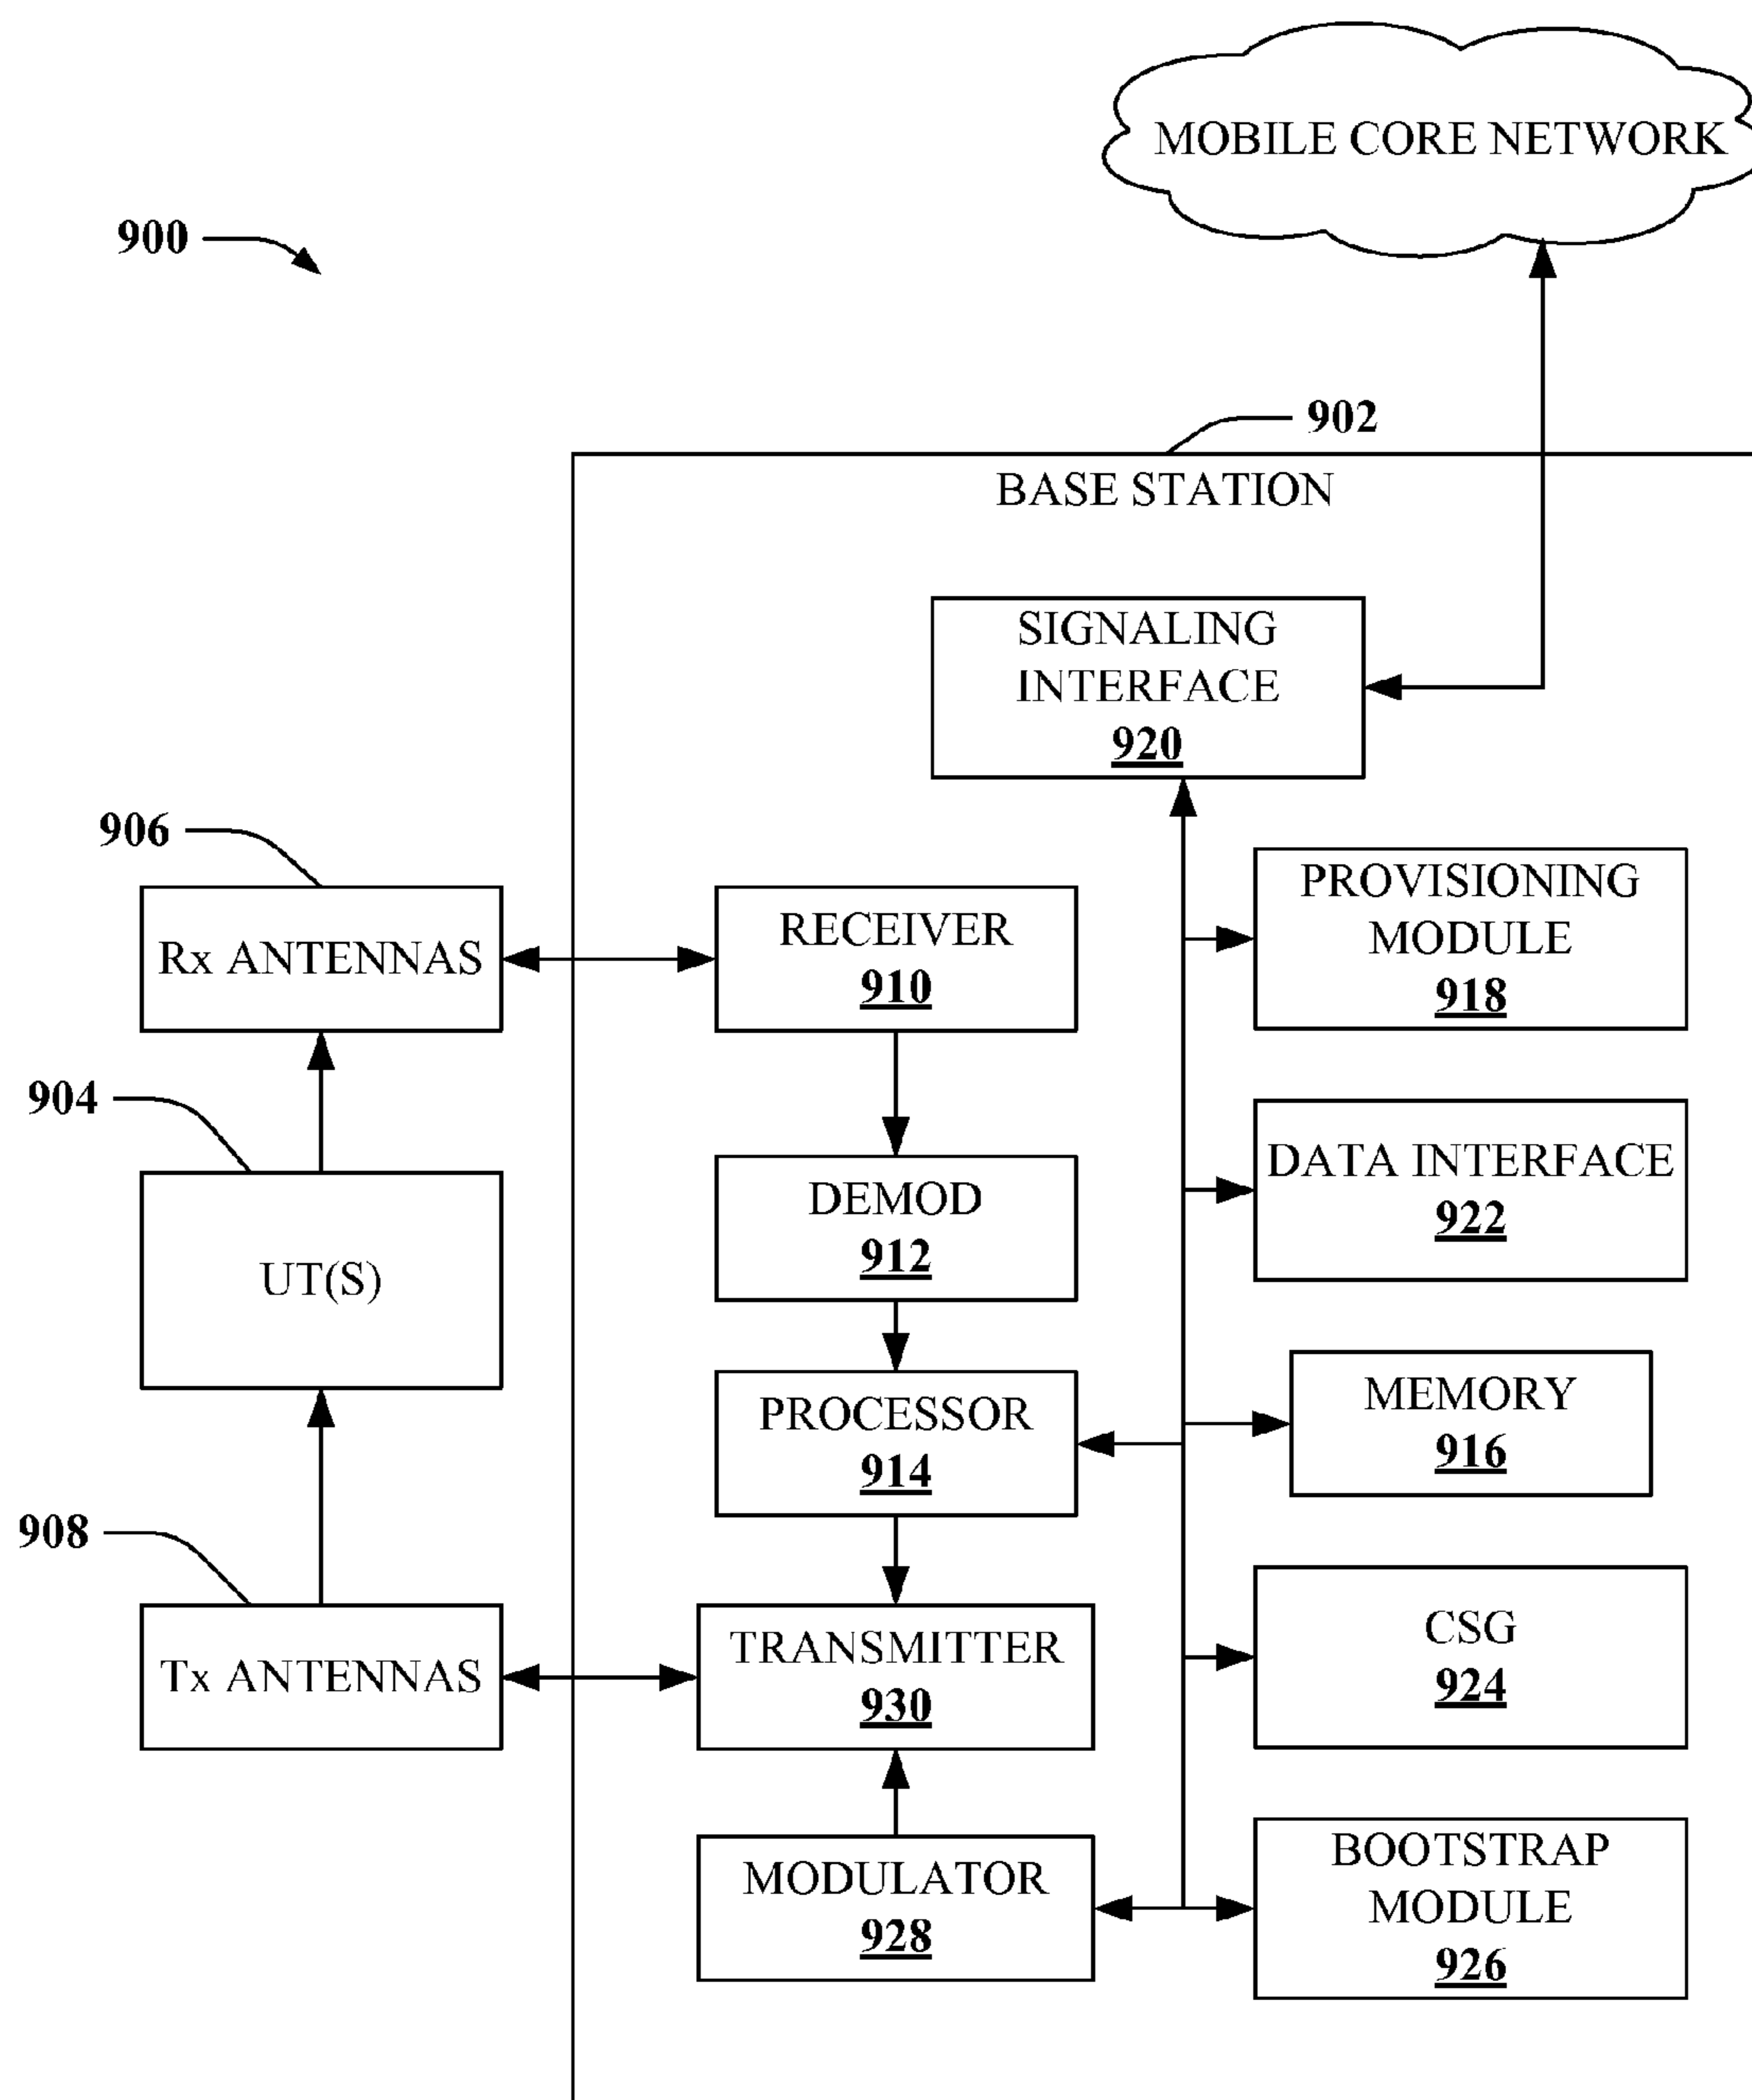 MOBILE CORE NETWORK
900
902
BASE STATION
SIGNALING
INTERFACE
920
906
Rx ANTENNAS
RECEIVER
910
PROVISIONING
MODULE
918
904
UT(S)
DEMOD
912
DATA INTERFACE
922
PROCESSOR
914
MEMORY
916
908
Tx ANTENNAS
TRANSMITTER
930
CSG
924
MODULATOR
928
BOOTSTRAP
MODULE
926